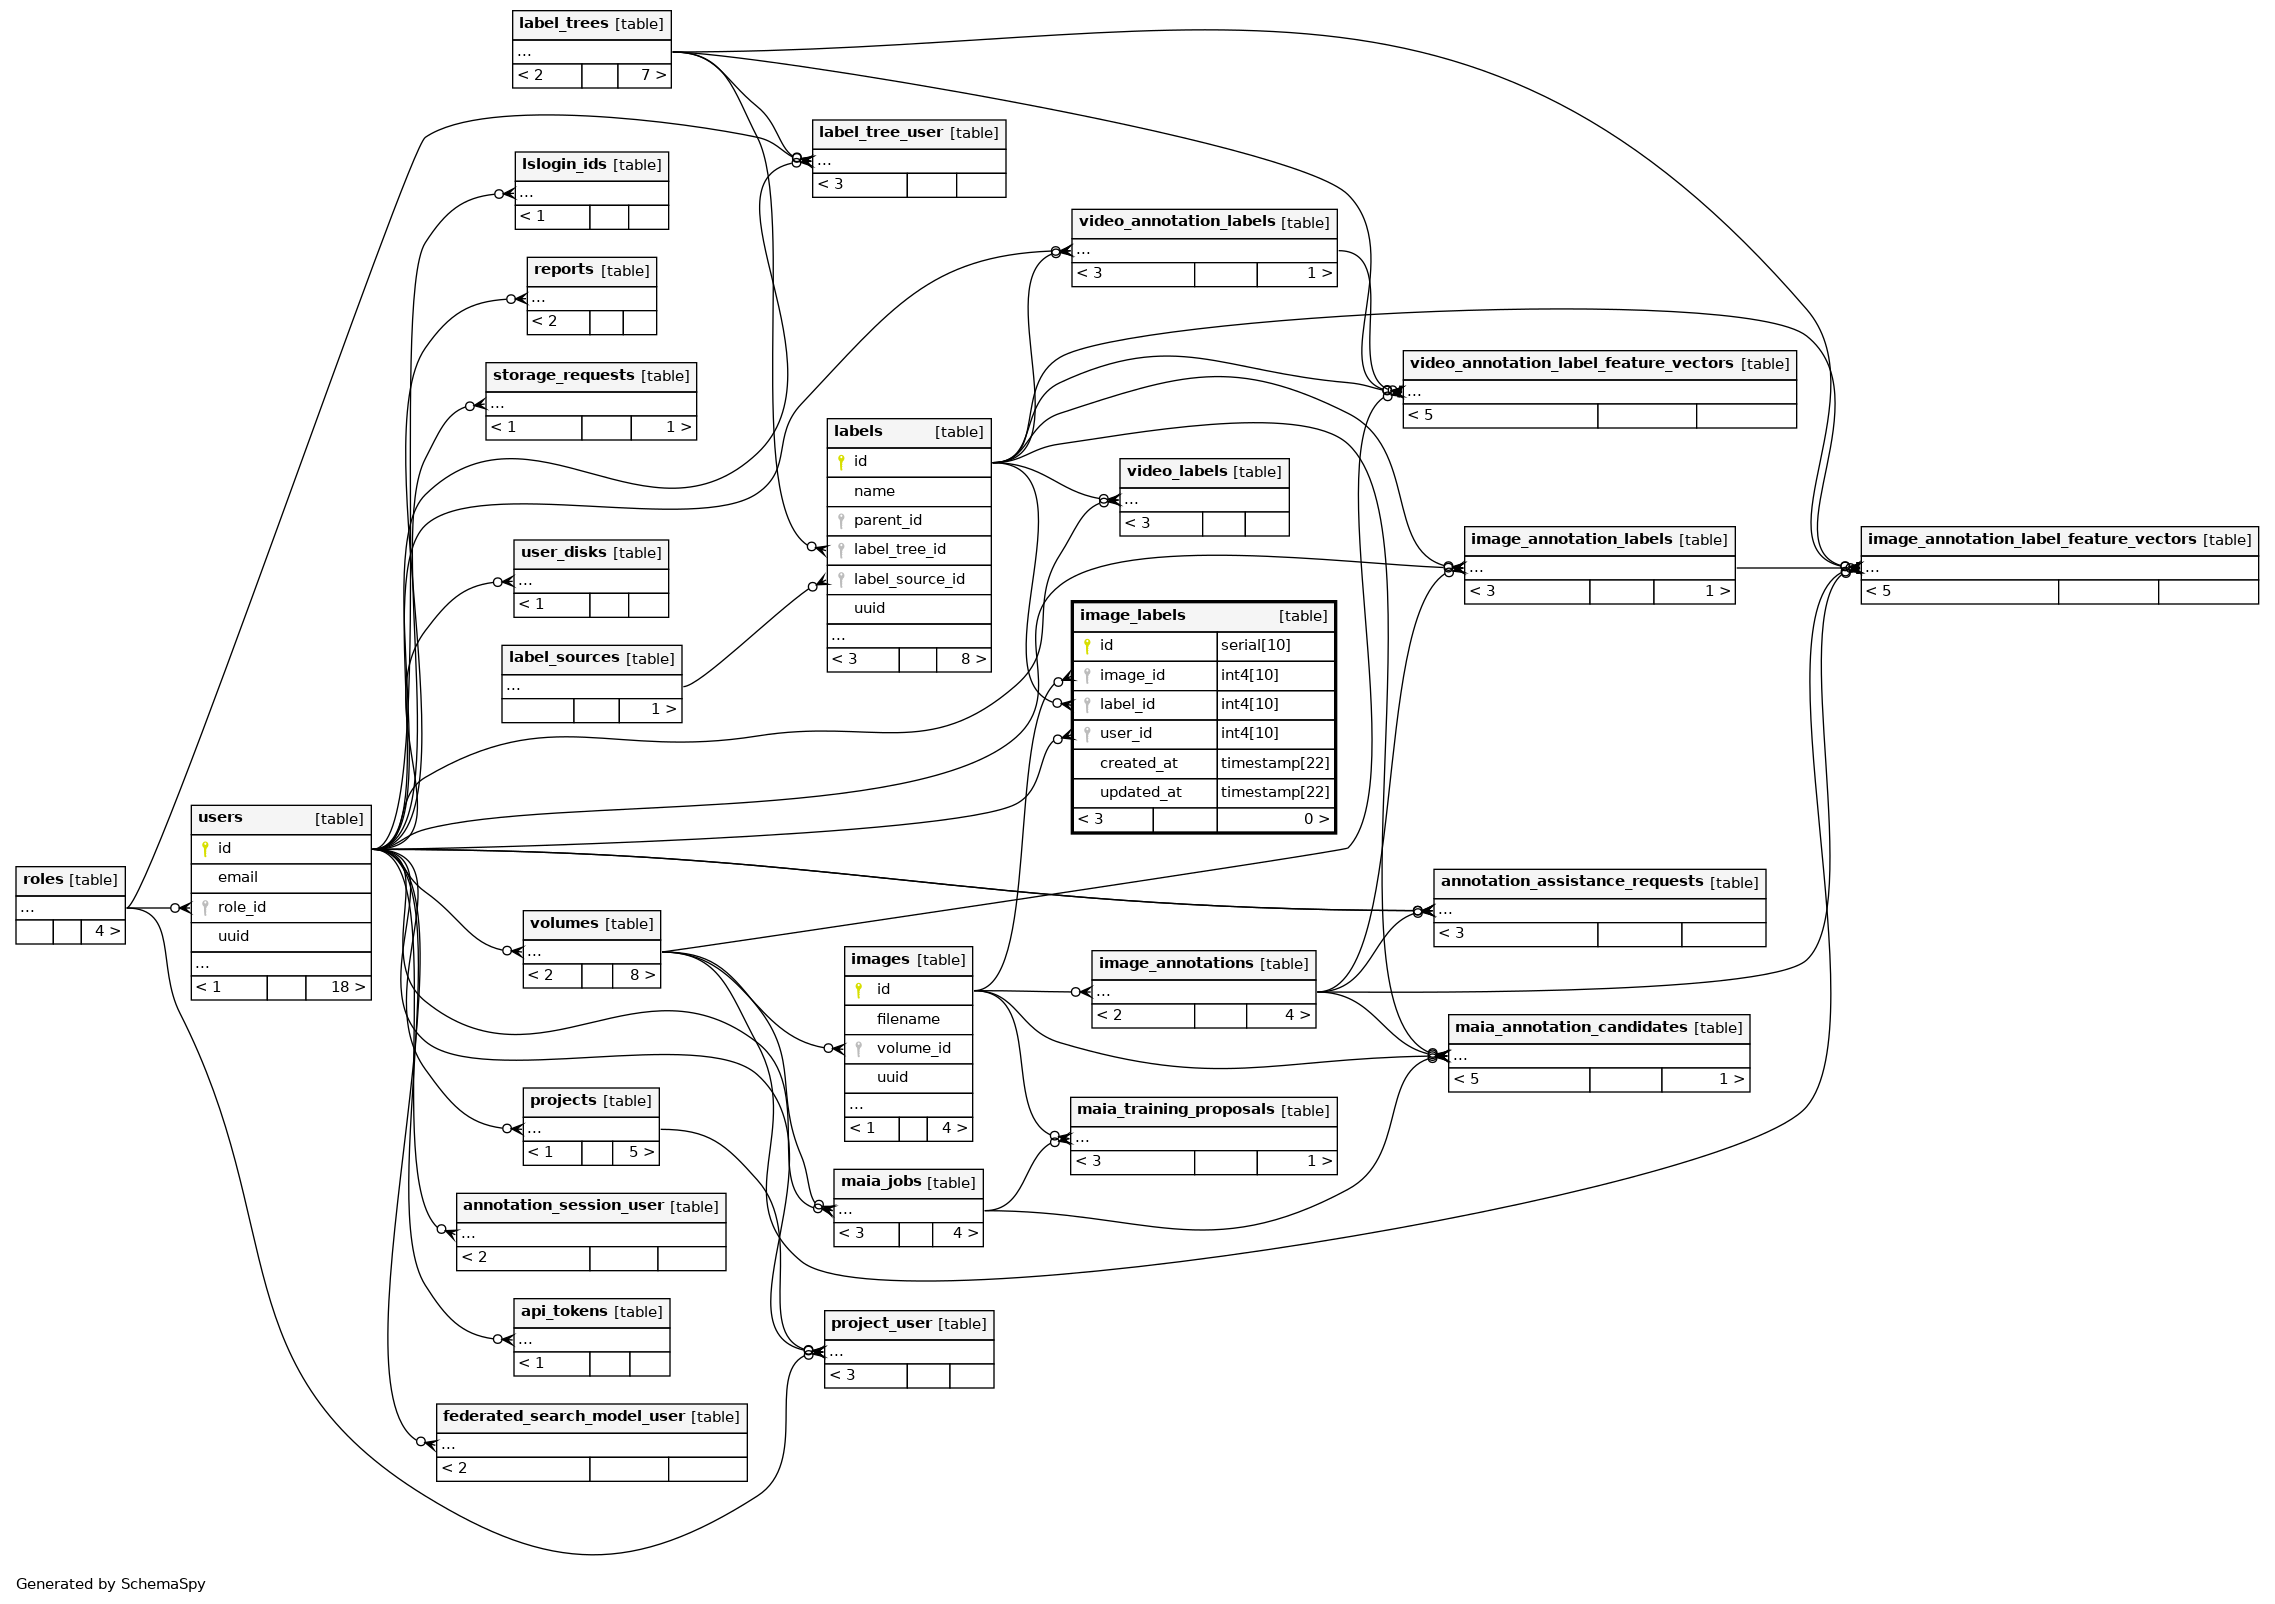 label_trees [table]
...
< 2 7 >
label_tree_user [table]
...
< 3
lslogin_ids [table]
...
< 1
reports [table]
...
< 2
storage_requests [table]
...
< 1 1 >
user_disks [table]
...
< 1
label_sources [table]
...
1 >
video_annotation_labels [table]
...
< 3 1 >
video_annotation_label_feature_vectors [table]
...
< 5
labels [table]
id
name
parent_id
label_tree_id
label_source_id
uuid
...
< 3 8 >
video_labels [table]
...
< 3
image_annotation_labels [table]
...
< 3 1 >
image_annotation_label_feature_vectors [table]
...
< 5
image_labels [table]
id serial[10]
image_id int4[10]
label_id int4[10]
user_id int4[10]
created_at timestamp[22]
updated_at timestamp[22]
< 3 0 >
roles [table]
...
4 >
users [table]
id
email
role_id
uuid
...
< 1 18 >
volumes [table]
...
< 2 8 >
images [table]
id
filename
volume_id
uuid
...
< 1 4 >
image_annotations [table]
...
< 2 4 >
annotation_assistance_requests [table]
...
< 3
maia_annotation_candidates [table]
...
< 5 1 >
projects [table]
...
< 1 5 >
maia_training_proposals [table]
...
< 3 1 >
maia_jobs [table]
...
< 3 4 >
annotation_session_user [table]
...
< 2
api_tokens [table]
...
< 1
project_user [table]
...
< 3
federated_search_model_user [table]
...
< 2
Generated by SchemaSpy